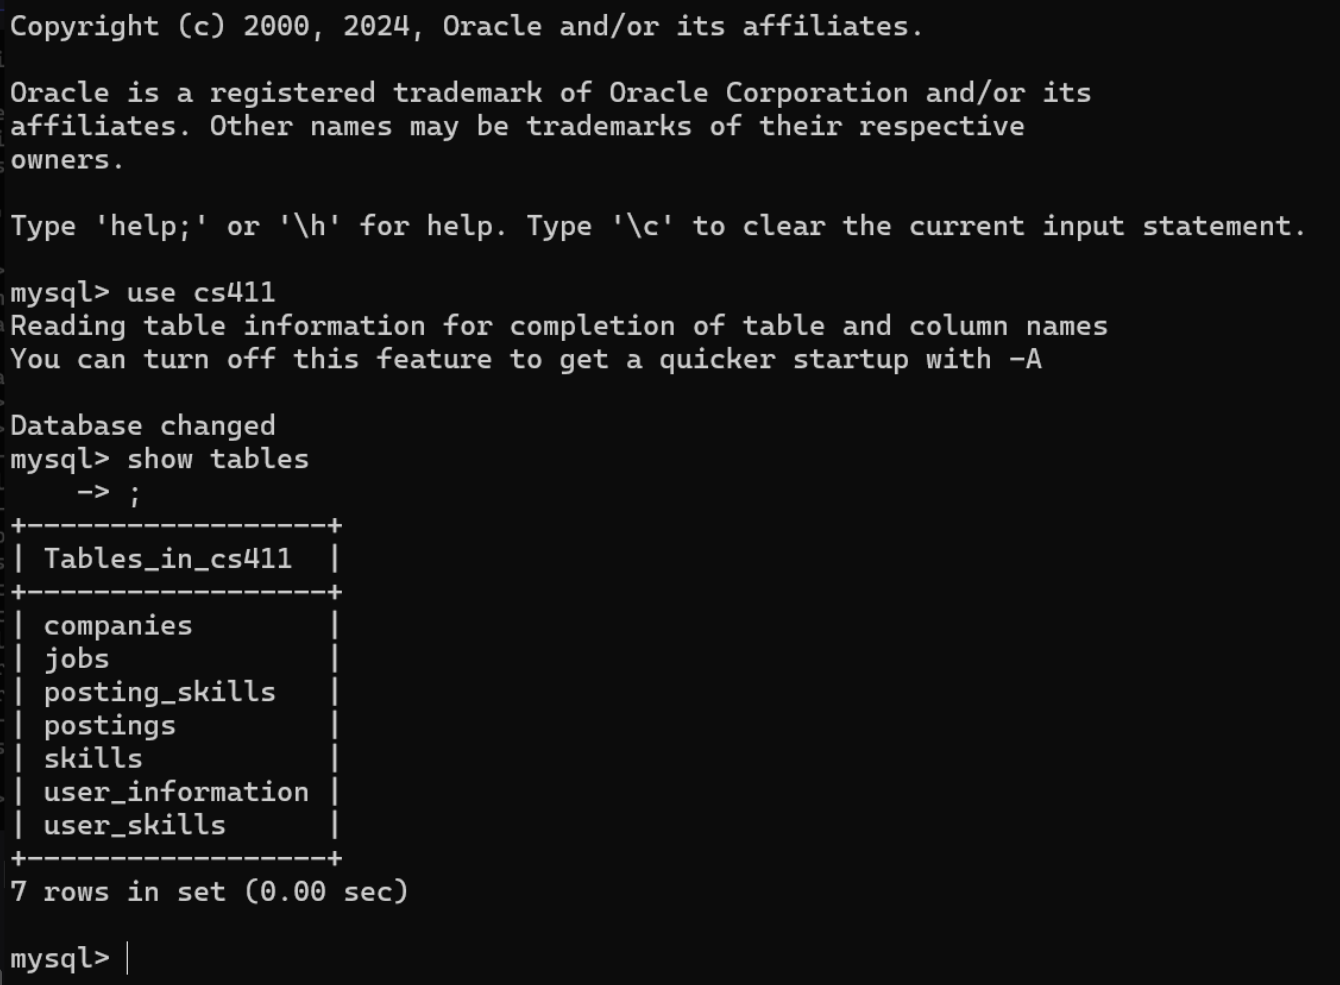 Copyright (c) 2000, 2024, Oracle and/or its affiliates.
Oracle is a registered trademark of Oracle Corporation and/or its
affiliates. Other names may be trademarks of their respective
owners.
Type 'help;' or '\h' for help. Type '\c' to clear the current input statement.
mysql> use cs411
Reading table information for completion of table and column names
You can turn off this feature to get a quicker startup with -A
Database changed
mysql> show tables
    -> ;
+------------------+
| Tables_in_cs411  |
+------------------+
| companies        |
| jobs             |
| posting_skills   |
| postings         |
| skills           |
| user_information |
| user_skills      |
+------------------+
7 rows in set (0.00 sec)
mysql>